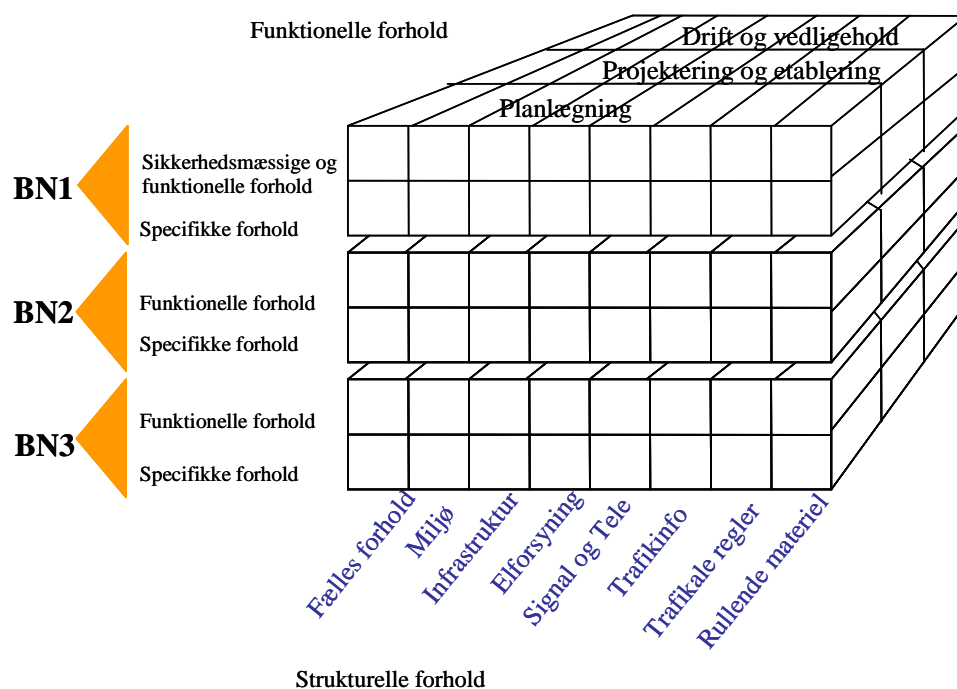 Funktionelle forhold
Drift og vedligehold
Projektering og etablering
Planlægning
BN1
Sikkerhedsmæssige og
funktionelle forhold
Specifikke forhold
BN2
Funktionelle forhold
Specifikke forhold
BN3
Funktionelle forhold
Specifikke forhold
Fælles forhold
Miljø
Infrastruktur
Elforsyning
Signal og Tele
Trafikinfo
Trafikale regler
Rullende materiel
Strukturelle forhold